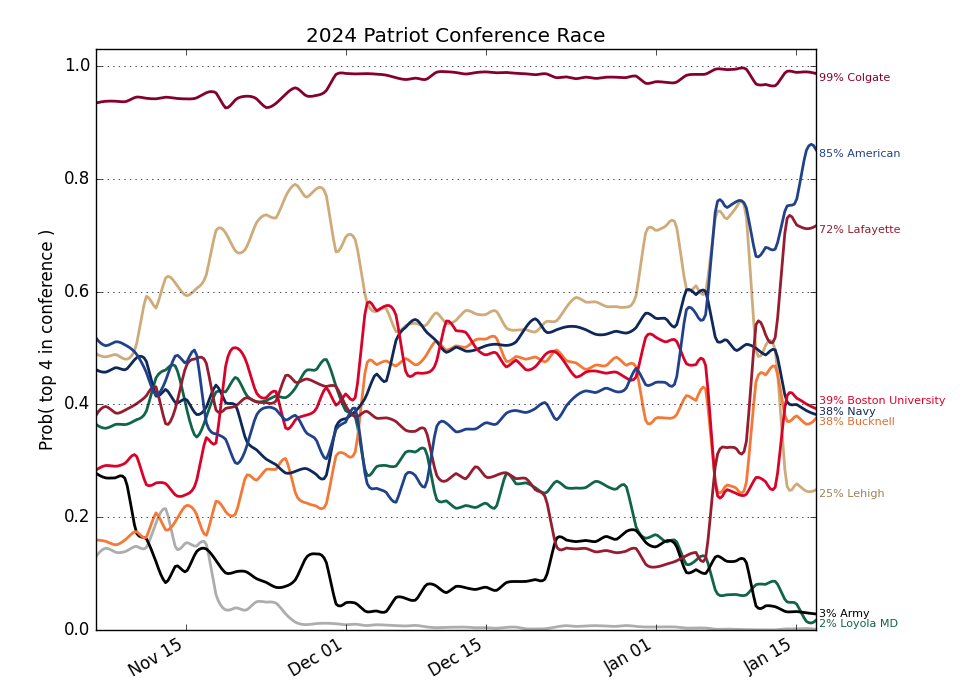 2024 Patriot Conference Race
Prob( top 4 in conference )
1.0
0.8
0.6
0.4
0.2
0.0
Nov 15
Dec 01
Dec 15
Jan 01
Jan 15
99% Colgate
85% American
72% Lafayette
39% Boston University
38% Navy
38% Bucknell
25% Lehigh
3% Army
2% Loyola MD